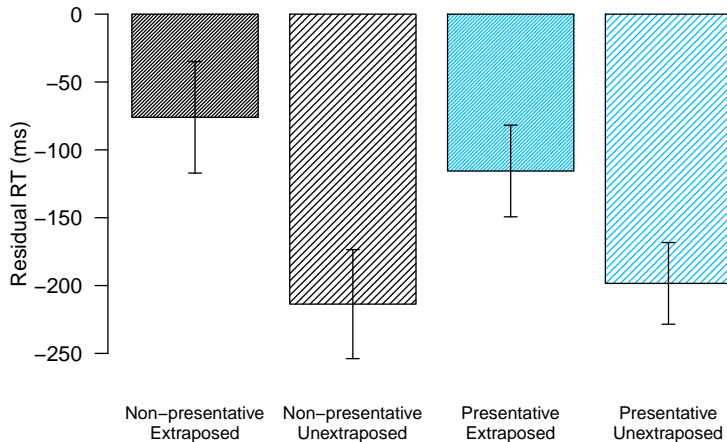 0
−50
−100
−150
−200
−250
Residual RT (ms)
Non−presentative
Extraposed
Non−presentative
Unextraposed
Presentative
Extraposed
Presentative
Unextraposed